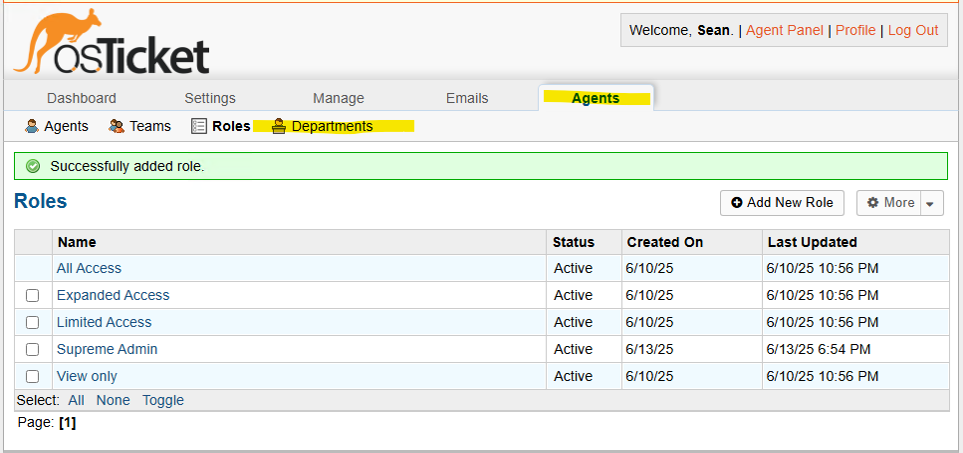 Welcome, Sean. | Agent Panel | Profile | Log Out
osTicket
Dashboard Settings Manage Emails Agents
Agents Teams Roles Departments
Successfully added role.
Roles Add New Role More
Name Status Created On Last Updated
All Access Active 6/10/25 6/10/25 10:56 PM
Expanded Access Active 6/10/25 6/10/25 10:56 PM
Limited Access Active 6/10/25 6/10/25 10:56 PM
Supreme Admin Active 6/13/25 6/13/25 6:54 PM
View only Active 6/10/25 6/10/25 10:56 PM
Select: All None Toggle
Page: [1]